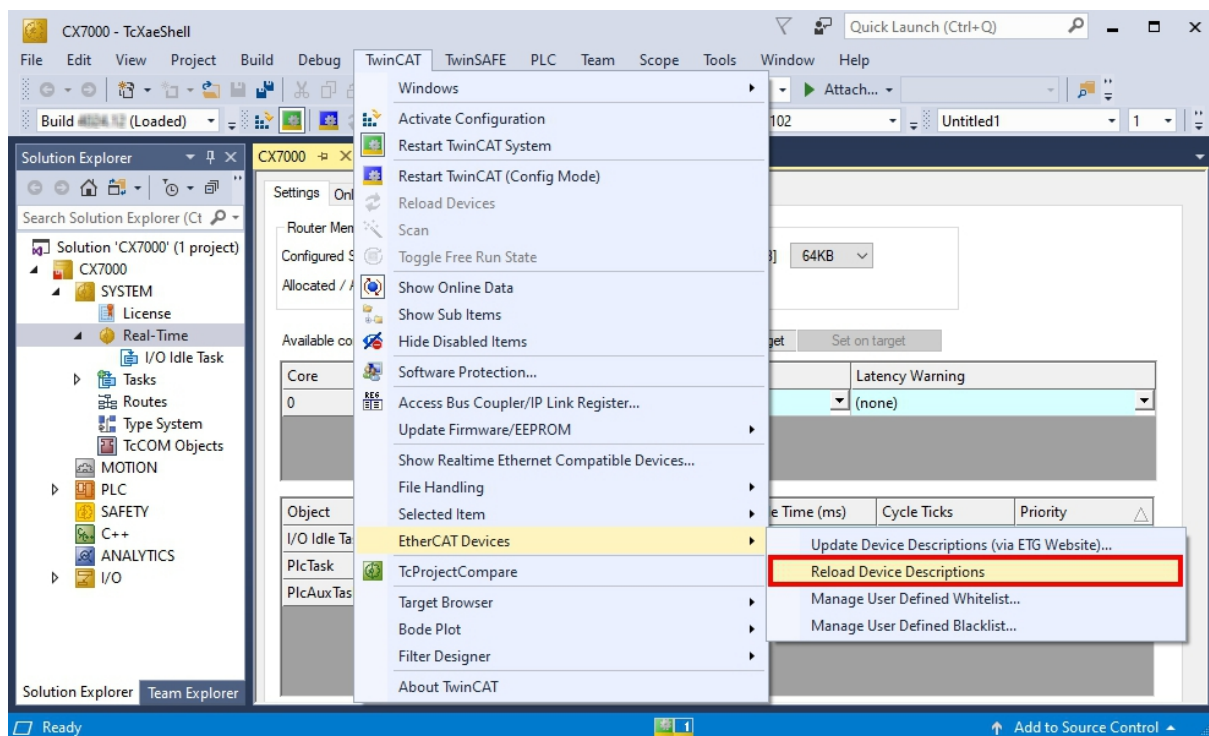 CX7000 - TcXaeShell
Quick Launch (Ctrl+Q)
File Edit View Project Build Debug TwinCAT TwinSAFE PLC Team Scope Tools Window Help
Attach...
Build (Loaded)
102
Untitled1
1
Solution Explorer
Search Solution Explorer (Ct
Solution 'CX7000' (1 project)
CX7000
SYSTEM
License
Real-Time
I/O Idle Task
Tasks
Routes
Type System
TcCOM Objects
MOTION
PLC
SAFETY
C++
ANALYTICS
I/O
Solution Explorer Team Explorer
CX7000
Settings Onl
Router Mem
Configured S
64KB
Allocated / A
Available co
get Set on target
Core
Latency Warning
0
(none)
Object
e Time (ms) Cycle Ticks Priority
I/O Idle Ta
PlcTask
PlcAuxTas
Windows
Activate Configuration
Restart TwinCAT System
Restart TwinCAT (Config Mode)
Reload Devices
Scan
Toggle Free Run State
Show Online Data
Show Sub Items
Hide Disabled Items
Software Protection...
REG
Access Bus Coupler/IP Link Register...
Update Firmware/EEPROM
Show Realtime Ethernet Compatible Devices...
File Handling
Selected Item
EtherCAT Devices
TcProjectCompare
Target Browser
Bode Plot
Filter Designer
About TwinCAT
Update Device Descriptions (via ETG Website)...
Reload Device Descriptions
Manage User Defined Whitelist...
Manage User Defined Blacklist...
Ready
1
Add to Source Control